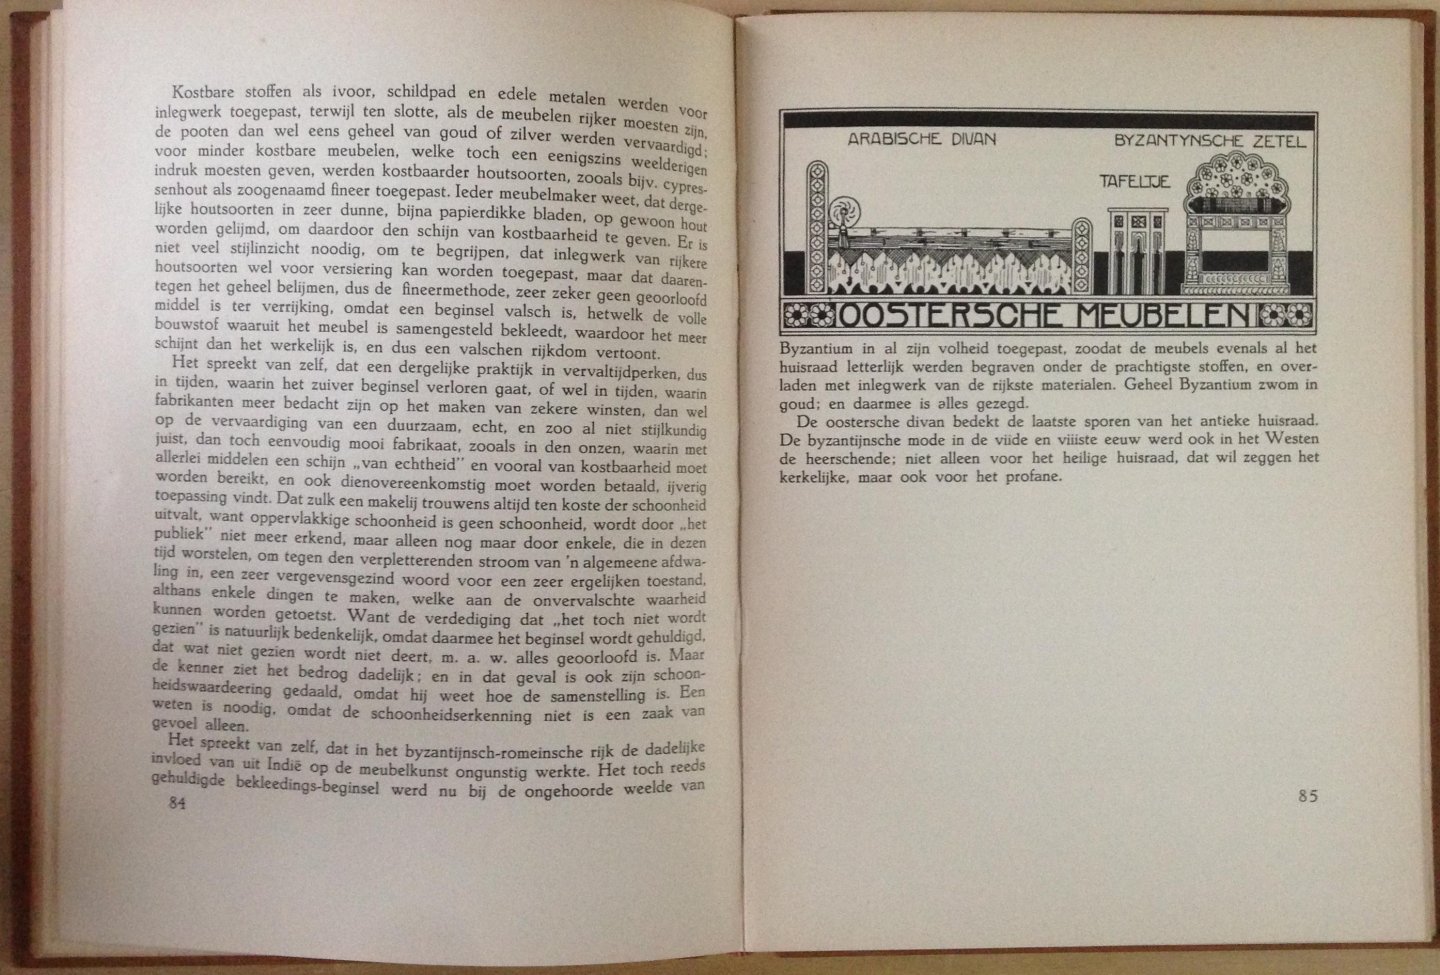 Kostbare stoffen als ivoor, schildpad en edele metalen werden voor
inlegwerk toegepast, terwijl ten slotte, als de meubelen rijker moesten zijn,
de pooten dan wel eens geheel van goud of zilver werden vervaardigd;
voor minder kostbare meubelen, welke toch een eenigszins weelderigen
indruk moesten geven, werden kostbaarder houtsoorten, zooals bijv. cypres-
senhout als zoogenaamd fineer toegepast. Ieder meubelmaker weet, dat derge-
lijke houtsoorten in zeer dunne, bijna papierdikke bladen, op gewoon hout
worden gelijmd, om daardoor den schijn van kostbaarheid te geven. Er is
niet veel stijlinzicht noodig, om te begrijpen, dat inlegwerk van rijkere
houtsoorten wel voor versiering kan worden toegepast, maar dat daaren-
tegen het geheel belijmen, dus de fineermethode, zeer zeker geen geoorloofd
middel is ter verrijking, omdat een beginsel valsch is, hetwelk de volle
bouwstof waaruit het meubel is samengesteld bekleedt, waardoor het meer
schijnt dan het werkelijk is, en dus een valschen rijkdom vertoont.
Het spreekt van zelf, dat een dergelijke praktijk in vervaltijdperken, dus
in tijden, waarin het zuiver beginsel verloren gaat, of wel in tijden, waarin
fabrikanten meer bedacht zijn op het maken van zekere winsten, dan wel
op de vervaardiging van een duurzaam, echt, en zoo al niet stijlkundig
juist, dan toch eenvoudig mooi fabrikaat, zooals in den onzen, waarin met
allerlei middelen een schijn „van echtheid” en vooral van kostbaarheid moet
worden bereikt, en ook dienovereenkomstig moet worden betaald, ijverig
toepassing vindt. Dat zulk een makelij trouwens altijd ten koste der schoonheid
uitvalt, want oppervlakkige schoonheid is geen schoonheid, wordt door „het
publiek” niet meer erkend, maar alleen nog maar door enkele, die in dezen
tijd worstelen, om tegen den verpletterenden stroom van 'n algemeene afdwa-
ling in, een zeer vergevensgezind woord voor een zeer ergelijken toestand,
althans enkele dingen te maken, welke aan de onvervalschte waarheid
kunnen worden getoetst. Want de verdediging dat „het toch niet wordt
gezien” is natuurlijk bedenkelijk, omdat daarmee het beginsel wordt gehuldigd,
dat wat niet gezien wordt niet deert, m. a. w. alles geoorloofd is. Maar
de kenner ziet het bedrog dadelijk; en in dat geval is ook zijn schoon-
heidswaardeering gedaald, omdat hij weet hoe de samenstelling is. Een
weten is noodig, omdat de schoonheidserkenning niet is een zaak van
gevoel alleen.
Het spreekt van zelf, dat in het byzantijnsch-romeinsche rijk de dadelijke
invloed van uit Indië op de meubelkunst ongunstig werkte. Het toch reeds
gehuldigde bekleedings-beginsel werd nu bij de ongehoorde weelde van
84
ARABISCHE DIVAN
BYZANTYNSCHE ZETEL
TAFELTJE
OOSTERSCHE MEUBELEN
Byzantium in al zijn volheid toegepast, zoodat de meubels evenals al het
huisraad letterlijk werden begraven onder de prachtigste stoffen, en over-
laden met inlegwerk van de rijkste materialen. Geheel Byzantium zwom in
goud; en daarmee is alles gezegd.
De oostersche divan bedekt de laatste sporen van het antieke huisraad.
De byzantijnsche mode in de viide en viiiste eeuw werd ook in het Westen
de heerschende; niet alleen voor het heilige huisraad, dat wil zeggen het
kerkelijke, maar ook voor het profane.
85